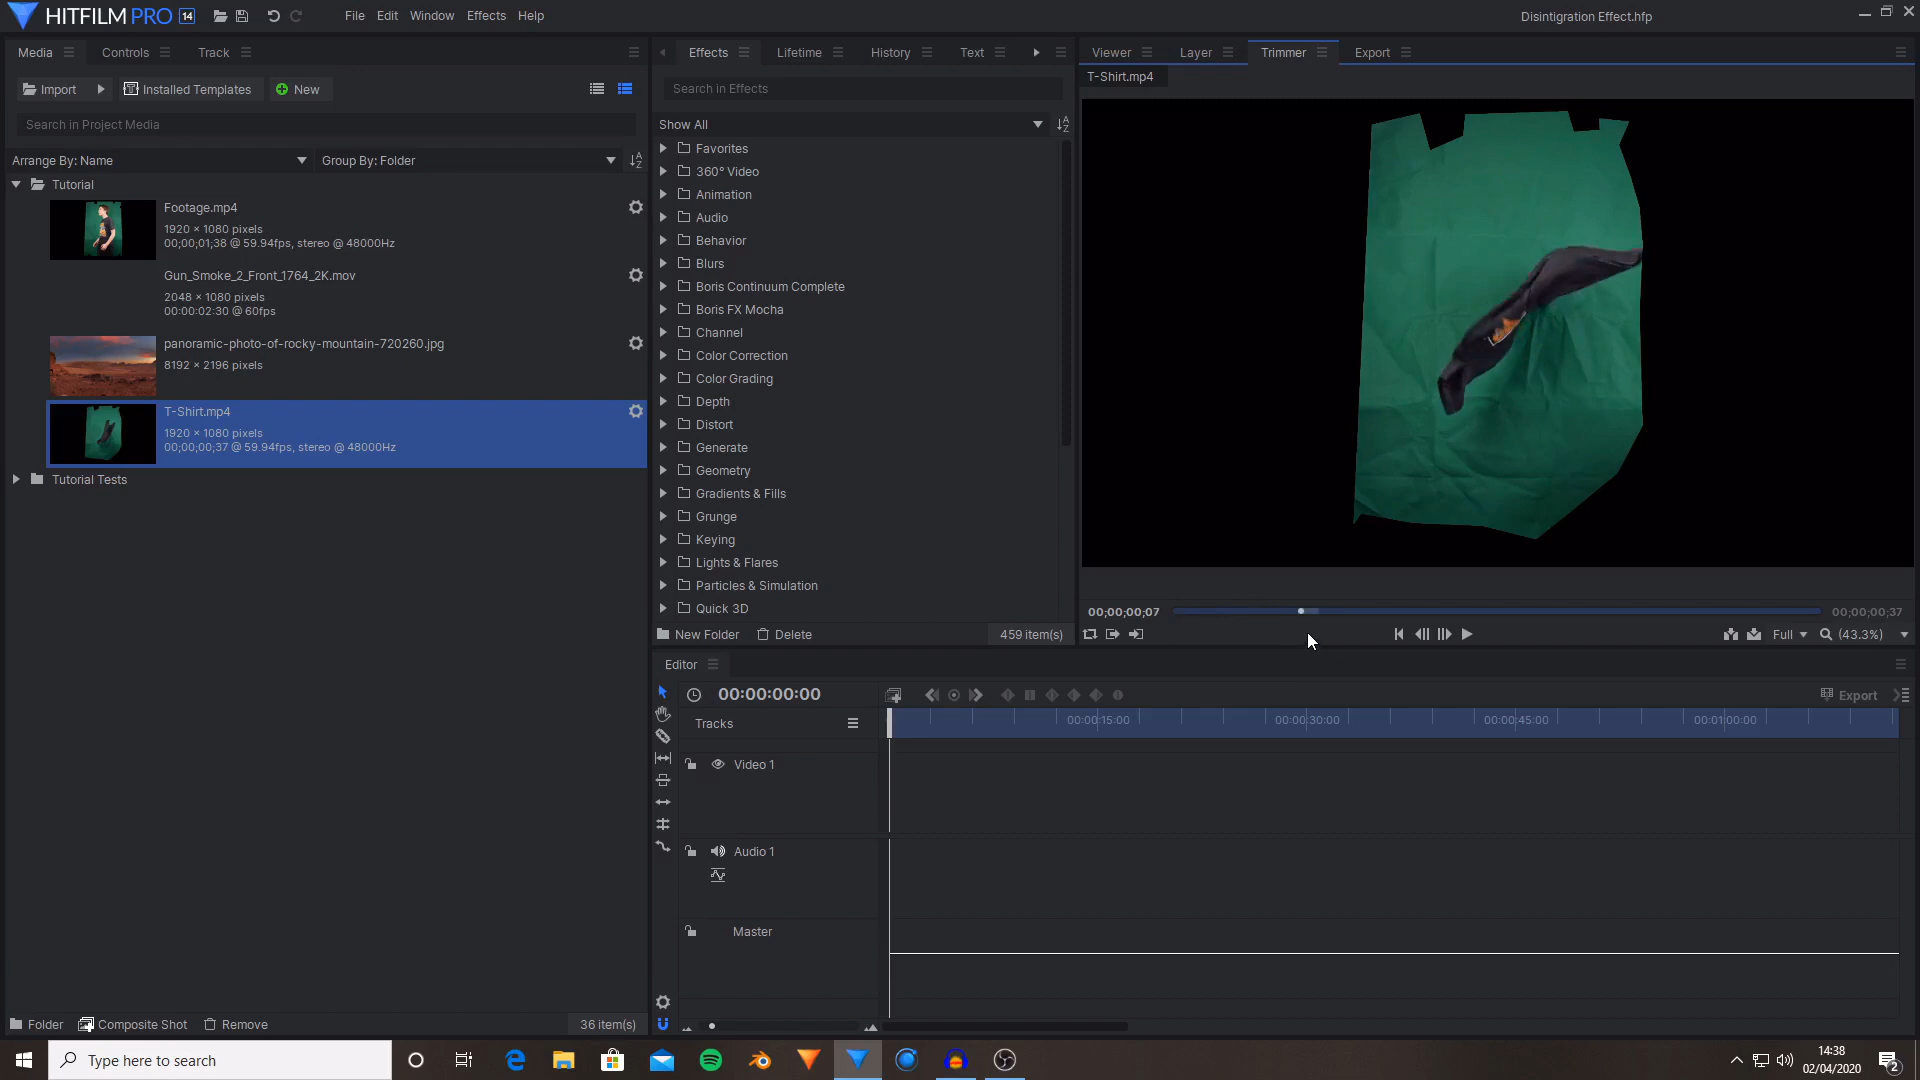 HITFILM PRO 14
File Edit Window Effects Help
Disintigration Effect.hfp
Media Controls Track
Effects Lifetime History Text
Viewer Layer Trimmer Export
T-Shirt.mp4
Import Installed Templates New
Search in Effects
Search in Project Media
Show All
Arrange By: Name Group By: Folder
Tutorial
Footage.mp4
1920 × 1080 pixels
00;00;01;38 @ 59.94fps, stereo @ 48000Hz
Gun_Smoke_2_Front_1764_2K.mov
2048 × 1080 pixels
00:00:02:30 @ 60fps
panoramic-photo-of-rocky-mountain-720260.jpg
8192 × 2196 pixels
T-Shirt.mp4
1920 × 1080 pixels
00;00;00;37 @ 59.94fps, stereo @ 48000Hz
Tutorial Tests
Favorites
360° Video
Animation
Audio
Behavior
Blurs
Boris Continuum Complete
Boris FX Mocha
Channel
Color Correction
Color Grading
Depth
Distort
Generate
Geometry
Gradients & Fills
Grunge
Keying
Lights & Flares
Particles & Simulation
Quick 3D
New Folder Delete 459 item(s)
00;00;00;07 00;00;00;37
Full (43.3%)
Editor
00:00:00:00
Export
Tracks
00:00:15:00 00:00:30:00 00:00:45:00 00:01:00:00
Video 1
Audio 1
Master
Folder Composite Shot Remove 36 item(s)
Type here to search
14:38
02/04/2020
2